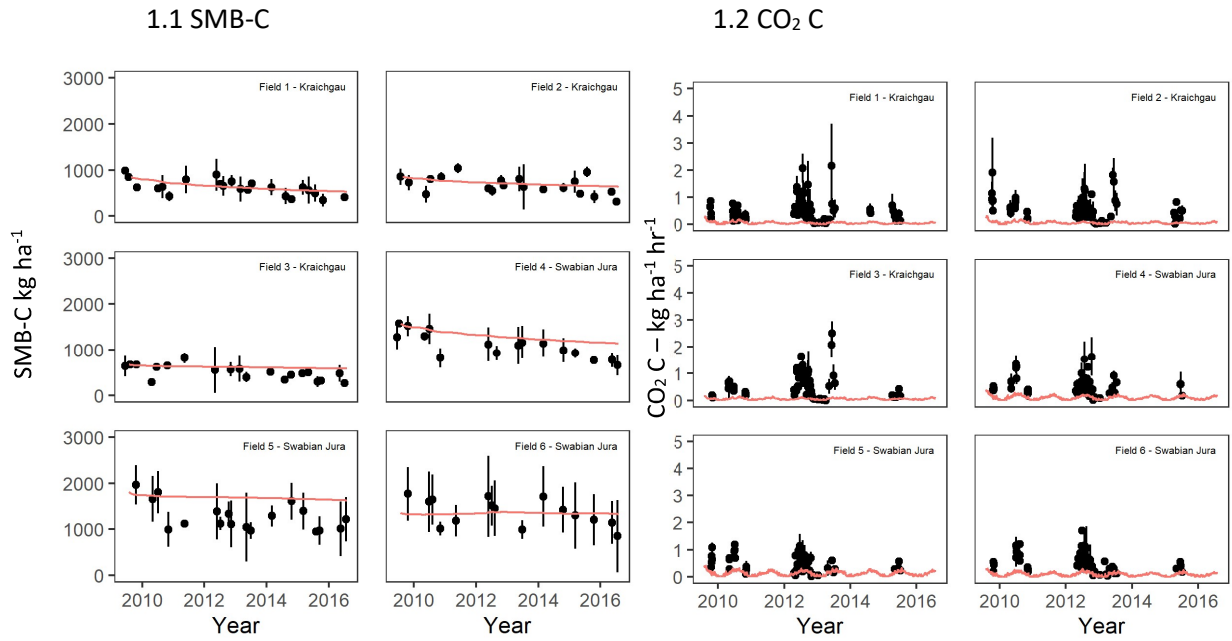 1.1 SMB-C
1.2 CO₂ C
SMB-C kg ha⁻¹
3000
2000
1000
0
Field 1 - Kraichgau
Field 2 - Kraichgau
3000
2000
1000
0
Field 3 - Kraichgau
Field 4 - Swabian Jura
3000
2000
1000
0
Field 5 - Swabian Jura
Field 6 - Swabian Jura
2010 2012 2014 2016
2010 2012 2014 2016
Year
Year
CO₂ C – kg ha⁻¹ hr⁻¹
5
4
3
2
1
0
Field 1 - Kraichgau
Field 2 - Kraichgau
5
4
3
2
1
0
Field 3 - Kraichgau
Field 4 - Swabian Jura
5
4
3
2
1
0
Field 5 - Swabian Jura
Field 6 - Swabian Jura
2010 2012 2014 2016
2010 2012 2014 2016
Year
Year